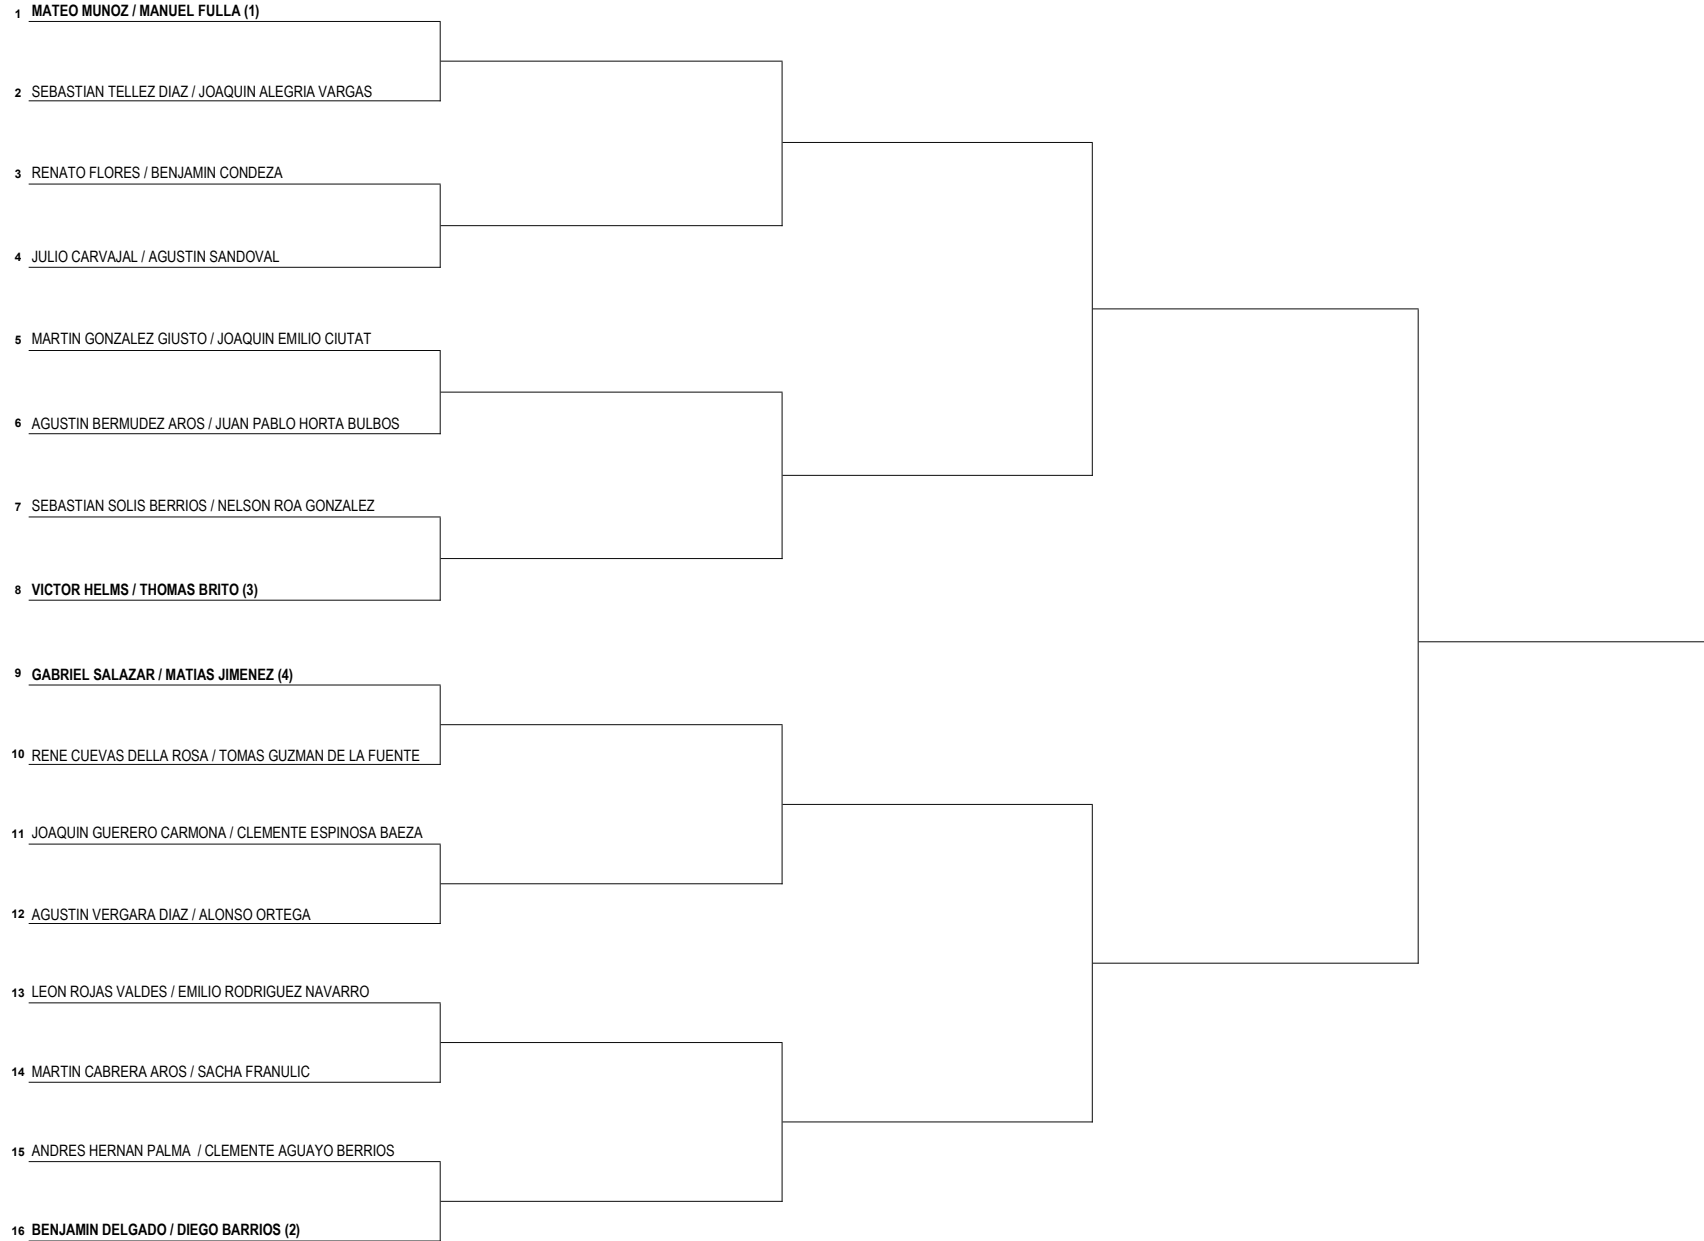 1 MATEO MUNOZ / MANUEL FULLA (1)
2 SEBASTIAN TELLEZ DIAZ / JOAQUIN ALEGRIA VARGAS
3 RENATO FLORES / BENJAMIN CONDEZA
4 JULIO CARVAJAL / AGUSTIN SANDOVAL
5 MARTIN GONZALEZ GIUSTO / JOAQUIN EMILIO CIUTAT
6 AGUSTIN BERMUDEZ AROS / JUAN PABLO HORTA BULBOS
7 SEBASTIAN SOLIS BERRIOS / NELSON ROA GONZALEZ
8 VICTOR HELMS / THOMAS BRITO (3)
9 GABRIEL SALAZAR / MATIAS JIMENEZ (4)
10 RENE CUEVAS DELLA ROSA / TOMAS GUZMAN DE LA FUENTE
11 JOAQUIN GUERERO CARMONA / CLEMENTE ESPINOSA BAEZA
12 AGUSTIN VERGARA DIAZ / ALONSO ORTEGA
13 LEON ROJAS VALDES / EMILIO RODRIGUEZ NAVARRO
14 MARTIN CABRERA AROS / SACHA FRANULIC
15 ANDRES HERNAN PALMA / CLEMENTE AGUAYO BERRIOS
16 BENJAMIN DELGADO / DIEGO BARRIOS (2)